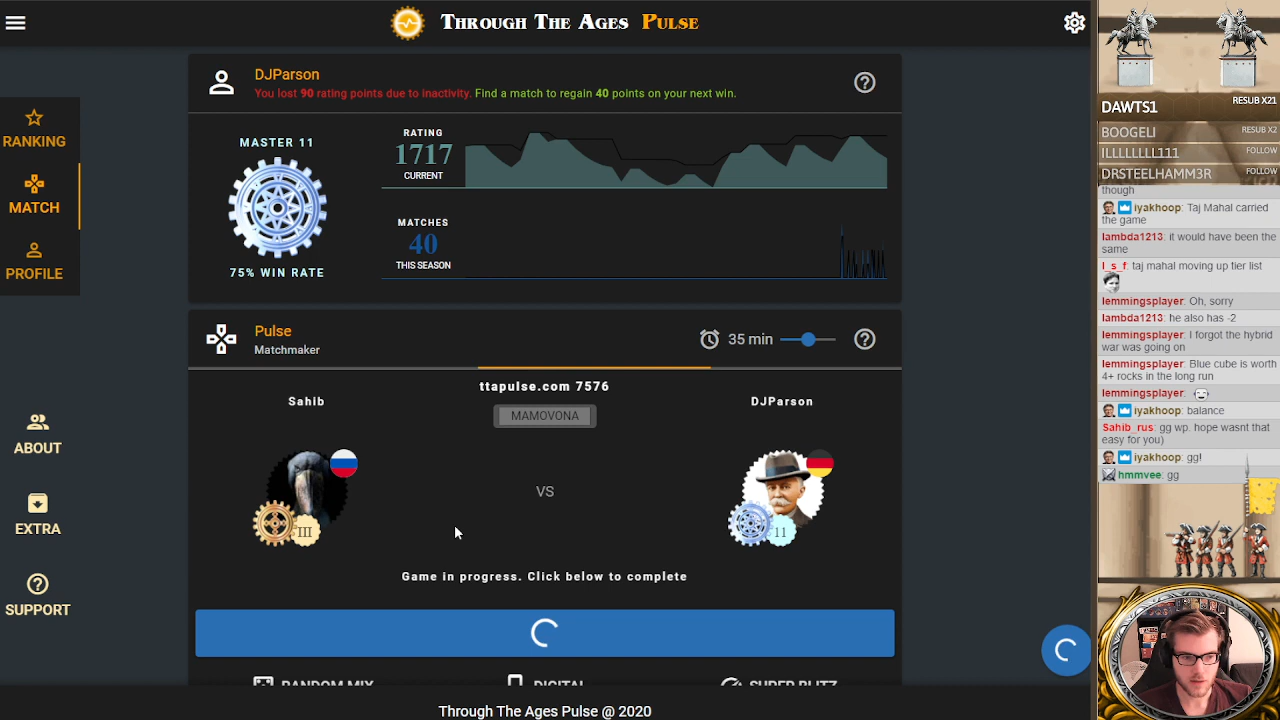 THROUGH THE AGES PULSE
DJParson
You lost 90 rating points due to inactivity. Find a match to regain 40 points on your next win.
RANKING
MATCH
PROFILE
ABOUT
EXTRA
SUPPORT
MASTER 11
75% WIN RATE
RATING
1717
CURRENT
MATCHES
40
THIS SEASON
Pulse
Matchmaker
35 min
ttapulse.com 7576
MAMOVONA
Sahib
III
VS
DJParson
11
Game in progress. Click below to complete
RANDOM MIX
DIGITAL
SUPER BLITZ
Through The Ages Pulse @ 2020
DAWTS1 RESUB X21
BOOGELI RESUB X2
ILLLLLLLL111 FOLLOW
DRSTEELHAMM3R FOLLOW
though
iyakhoop: Taj Mahal carried
the game
lambda1213: it would have been the
same
l_s_f: taj mahal moving up tier list
lemmingsplayer: Oh, sorry
lambda1213: he also has -2
lemmingsplayer: I forgot the hybrid
war was going on
lemmingsplayer: Blue cube is worth
4+ rocks in the long run
lemmingsplayer:
iyakhoop: balance
Sahib_rus: gg wp. hope wasnt that
easy for you)
iyakhoop: gg!
hmmvee: gg